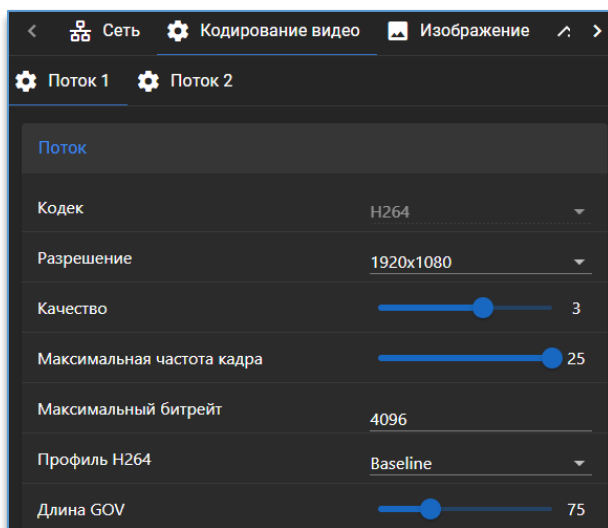 Сеть Кодирование видео Изображение
Поток 1 Поток 2
Поток
Кодек H264
Разрешение 1920x1080
Качество 3
Максимальная частота кадра 25
Максимальный битрейт 4096
Профиль H264 Baseline
Длина GOV 75